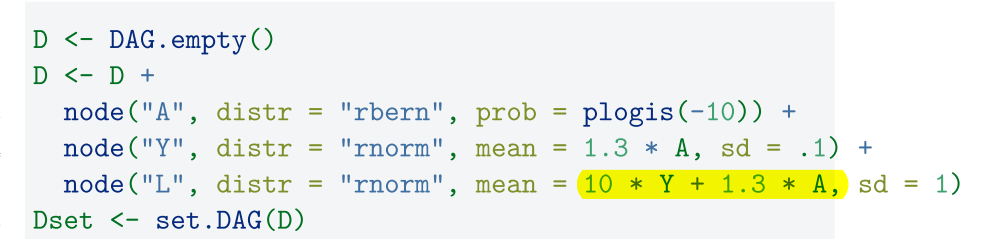 D <- DAG.empty()
D <- D +
node("A", distr = "rbern", prob = plogis(-10)) +
node("Y", distr = "rnorm", mean = 1.3 * A, sd = .1) +
node("L", distr = "rnorm", mean = 10 * Y + 1.3 * A, sd = 1)
Dset <- set.DAG(D)